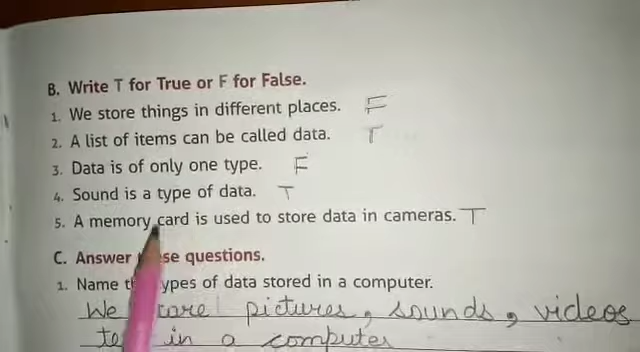 B. Write T for True or F for False.
1. We store things in different places. F
2. A list of items can be called data. T
3. Data is of only one type. F
4. Sound is a type of data. T
5. A memory card is used to store data in cameras. T
C. Answer these questions.
1. Name the types of data stored in a computer.
We pictures, sounds, videos
in a computer